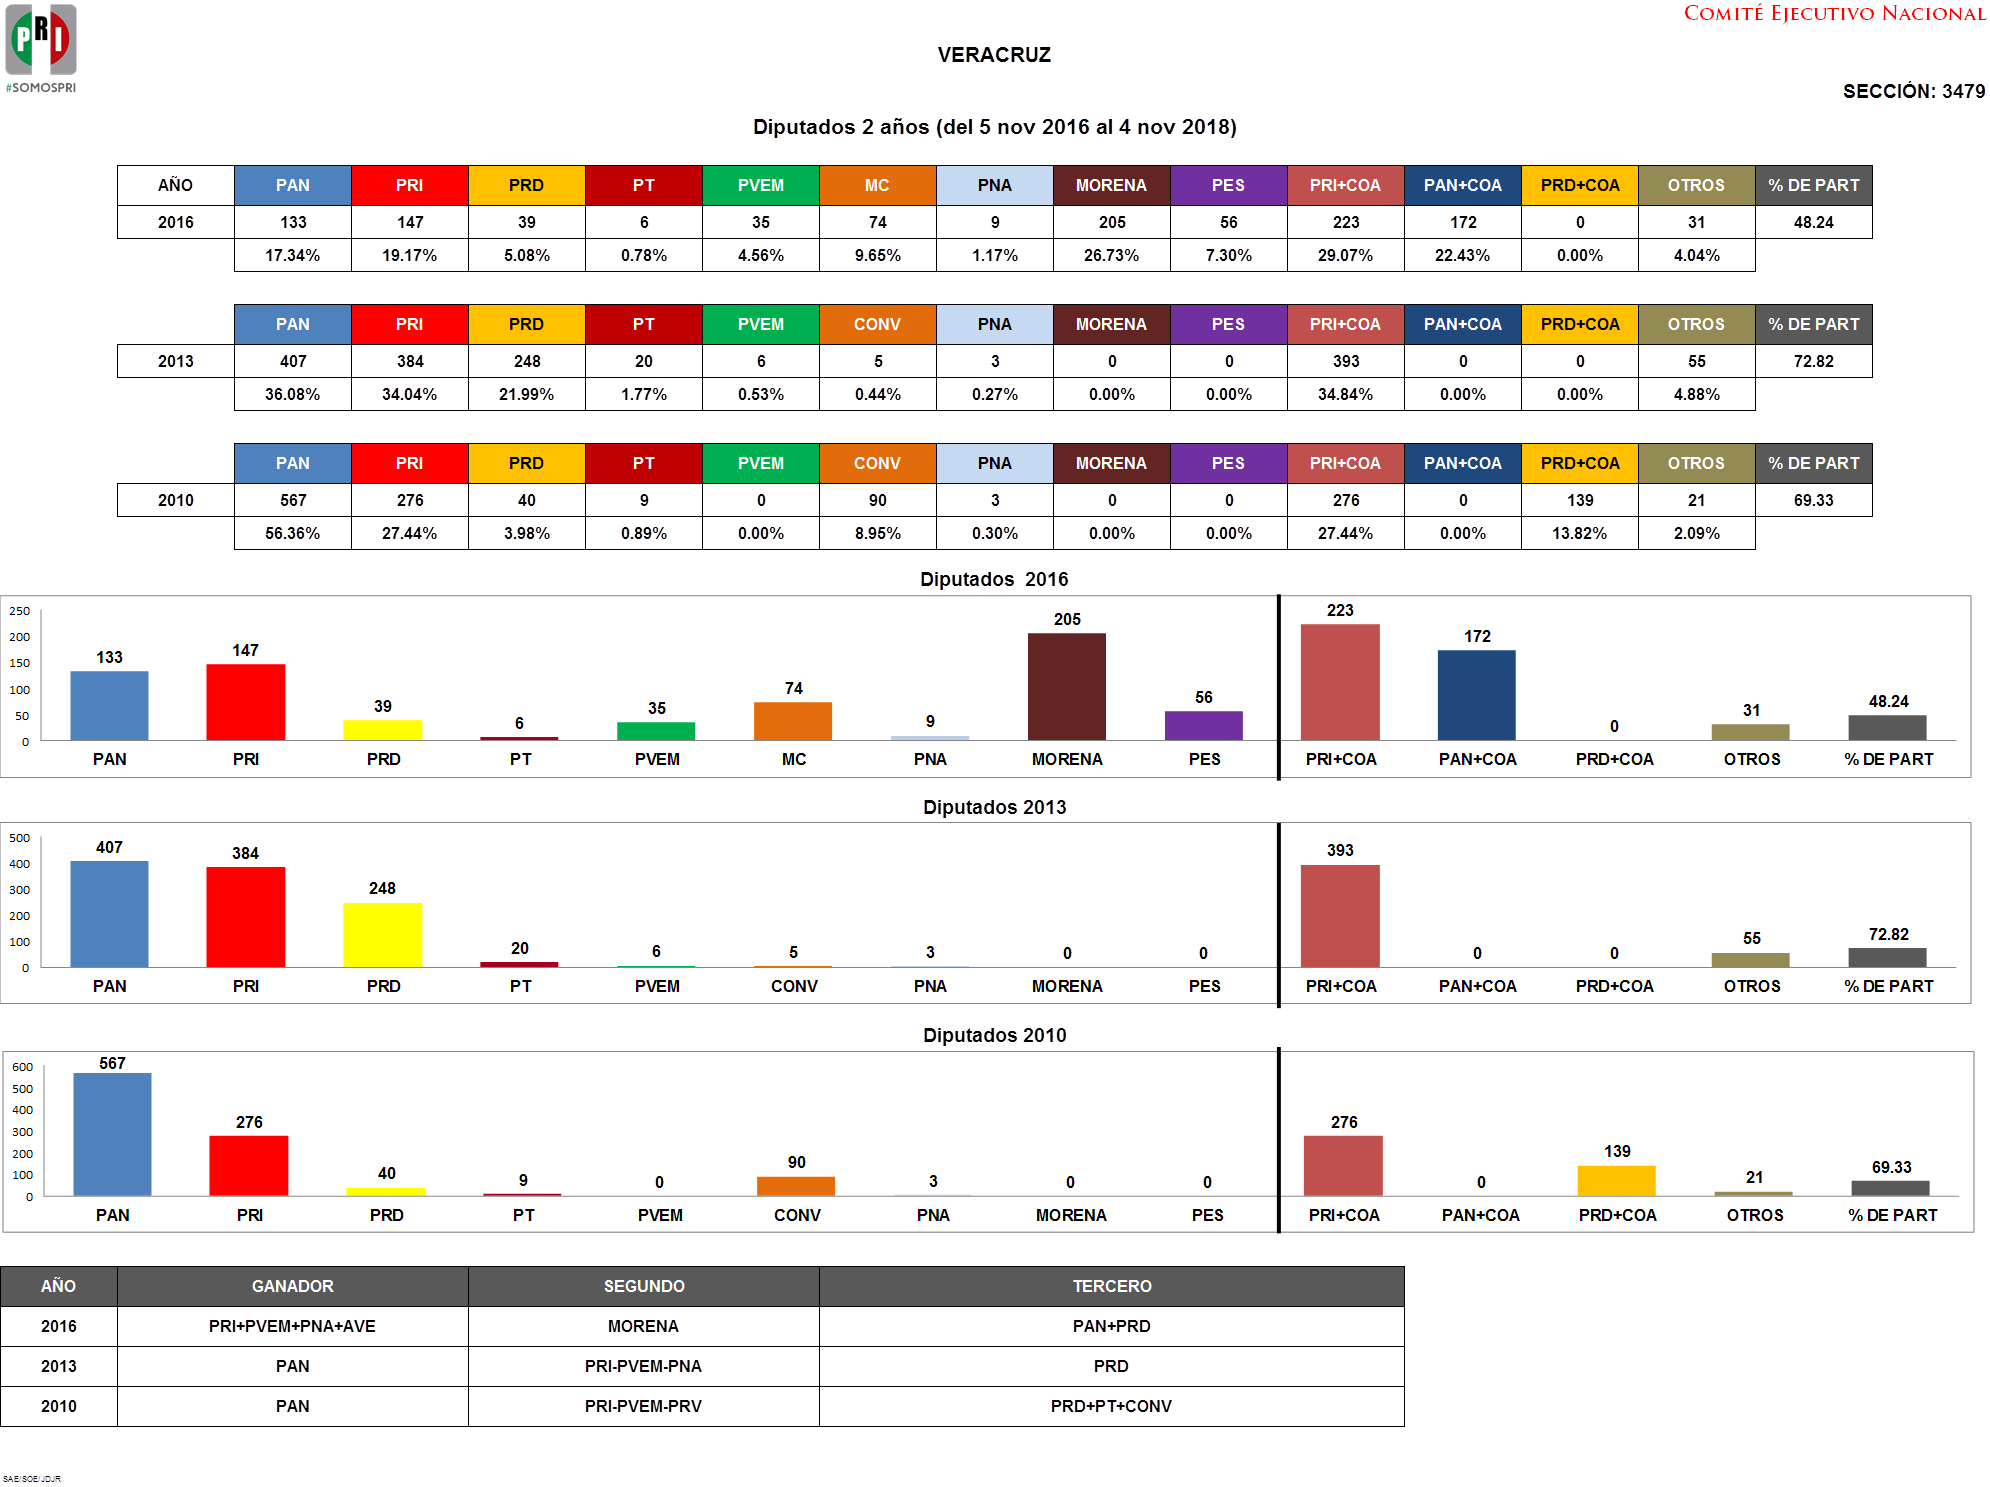 PRI
#SOMOSPRI
COMITÉ EJECUTIVO NACIONAL
VERACRUZ
SECCIÓN: 3479
Diputados 2 años (del 5 nov 2016 al 4 nov 2018)
AÑO PAN PRI PRD PT PVEM MC PNA MORENA PES PRI+COA PAN+COA PRD+COA OTROS % DE PART
2016 133 147 39 6 35 74 9 205 56 223 172 0 31 48.24
17.34% 19.17% 5.08% 0.78% 4.56% 9.65% 1.17% 26.73% 7.30% 29.07% 22.43% 0.00% 4.04%
PAN PRI PRD PT PVEM CONV PNA MORENA PES PRI+COA PAN+COA PRD+COA OTROS % DE PART
2013 407 384 248 20 6 5 3 0 0 393 0 0 55 72.82
36.08% 34.04% 21.99% 1.77% 0.53% 0.44% 0.27% 0.00% 0.00% 34.84% 0.00% 0.00% 4.88%
PAN PRI PRD PT PVEM CONV PNA MORENA PES PRI+COA PAN+COA PRD+COA OTROS % DE PART
2010 567 276 40 9 0 90 3 0 0 276 0 139 21 69.33
56.36% 27.44% 3.98% 0.89% 0.00% 8.95% 0.30% 0.00% 0.00% 27.44% 0.00% 13.82% 2.09%
Diputados 2016
250
200
150
100
50
0
133 147 39 6 35 74 9 205 56 223 172 0 31 48.24
PAN PRI PRD PT PVEM MC PNA MORENA PES PRI+COA PAN+COA PRD+COA OTROS % DE PART
Diputados 2013
500
400
300
200
100
0
407 384 248 20 6 5 3 0 0 393 0 0 55 72.82
PAN PRI PRD PT PVEM CONV PNA MORENA PES PRI+COA PAN+COA PRD+COA OTROS % DE PART
Diputados 2010
600
500
400
300
200
100
0
567 276 40 9 0 90 3 0 0 276 0 139 21 69.33
PAN PRI PRD PT PVEM CONV PNA MORENA PES PRI+COA PAN+COA PRD+COA OTROS % DE PART
AÑO GANADOR SEGUNDO TERCERO
2016 PRI+PVEM+PNA+AVE MORENA PAN+PRD
2013 PAN PRI-PVEM-PNA PRD
2010 PAN PRI-PVEM-PRV PRD+PT+CONV
SAE/SOE/JDJR